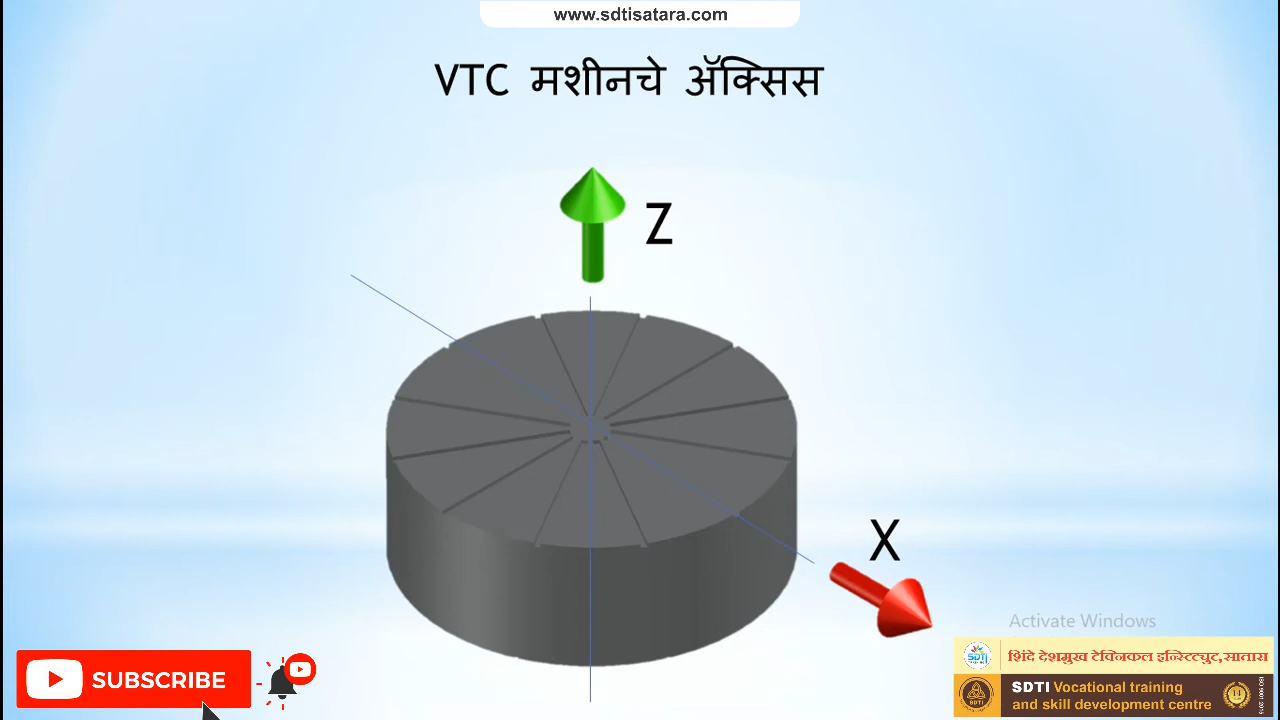 www.sdtisatara.com
VTC मशीनचे ॲक्सिस
Z
X
Activate Windows
SUBSCRIBE
SDTI
शिंदे देशमुख टेक्निकल इन्स्टिट्युट,सातारा
SDTI Vocational training
and skill development centre